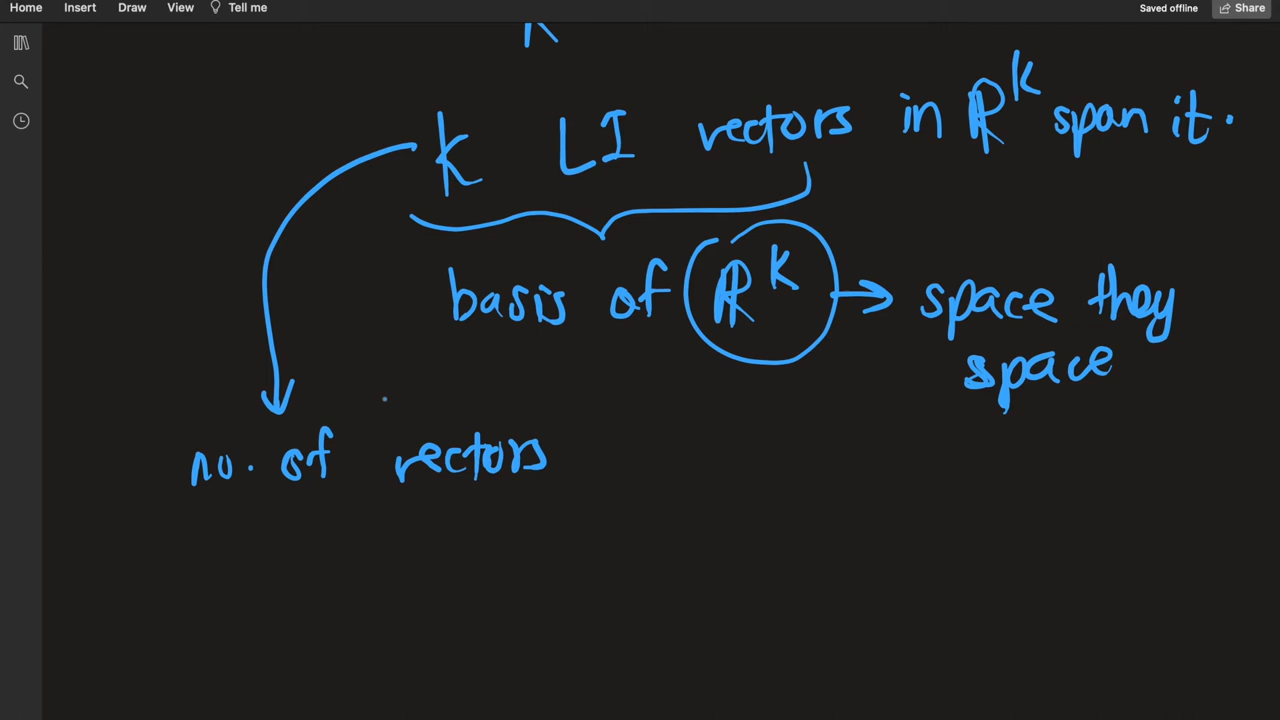 Home Insert Draw View Tell me Saved offline Share
K LI vectors in ℝ^K span it.
basis of ℝ^K → space they
space
no. of vectors